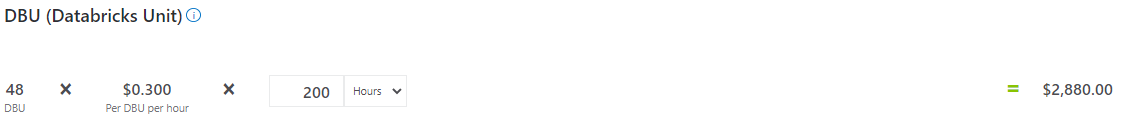 DBU (Databricks Unit)
48 × $0.300 × 200 Hours = $2,880.00
DBU Per DBU per hour